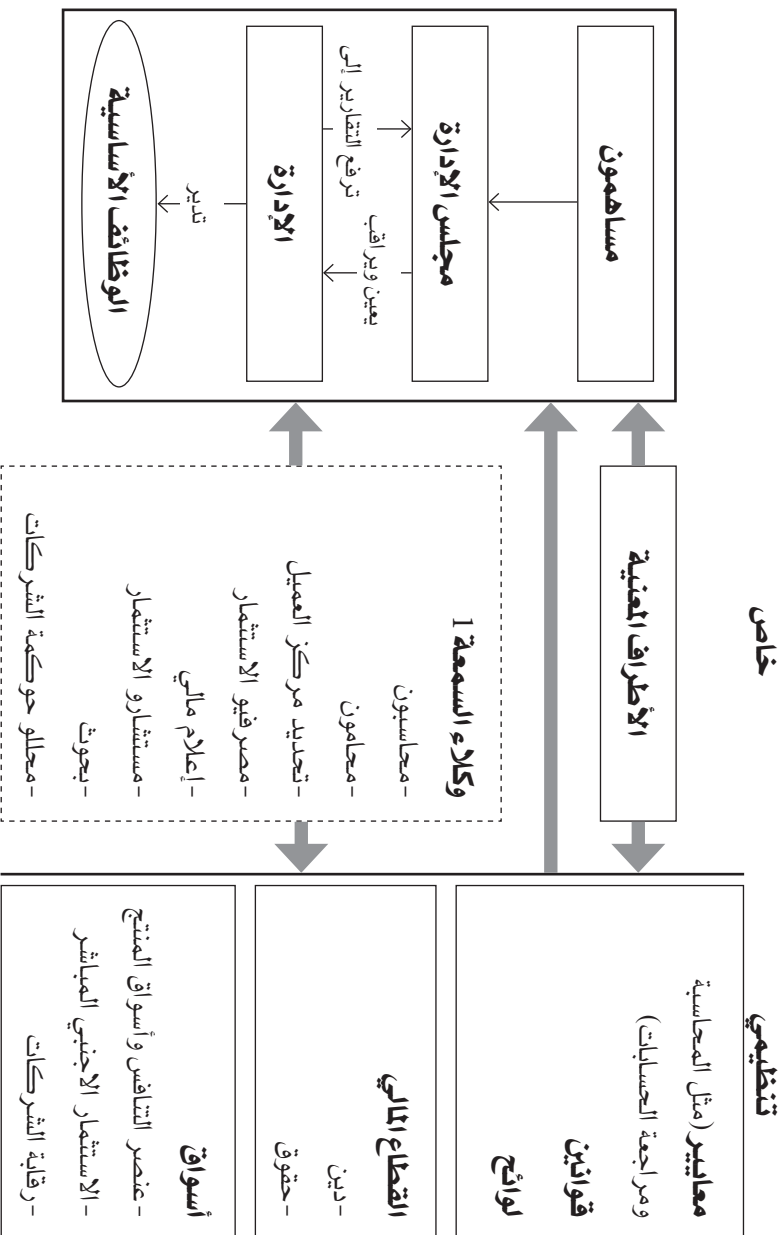 خاص
تنظيمي
مساهمون
مجلس الإدارة
ترفع التقارير إلى
يعين ويراقب
الإدارة
تدير
الوظائف الأساسية
الأطراف المعنية
وكلاء السمعة 1
-محاسبون
-محامون
-تحديد مركز العميل
-مصرفيو الاستثمار
-إعلام مالي
-مستشارو الاستثمار
-بحوث
-محللو حوكمة الشركات
معايير (مثل المحاسبة
ومراجعة الحسابات)
قوانين
لوائح
القطاع المالي
-دين
-حقوق
أسواق
-عنصر التنافس وأسواق المنتج
-الاستثمار الاجنبي المباشر
-رقابة الشركات